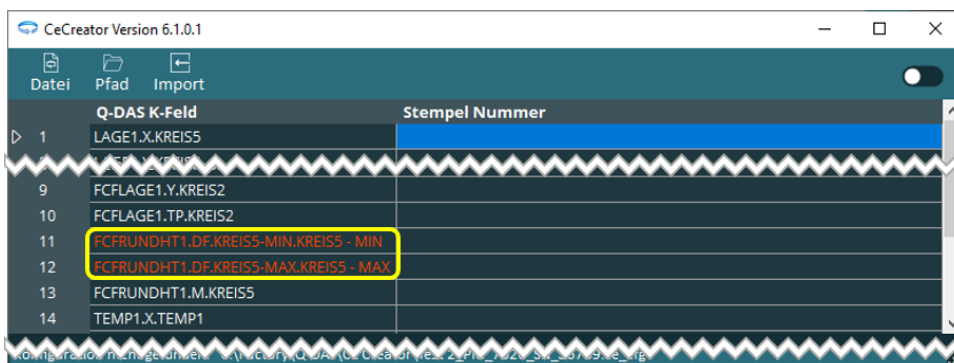 CeCreator Version 6.1.0.1
Datei Pfad Import
Q-DAS K-Feld Stempel Nummer
1 LAGE1.X.KREIS5
9 FCFLAGE1.Y.KREIS2
10 FCFLAGE1.TP.KREIS2
11 FCFRUNDHT1.DF.KREIS5-MIN.KREIS5 - MIN
12 FCFRUNDHT1.DF.KREIS5-MAX.KREIS5 - MAX
13 FCFRUNDHT1.M.KREIS5
14 TEMP1.X.TEMP1